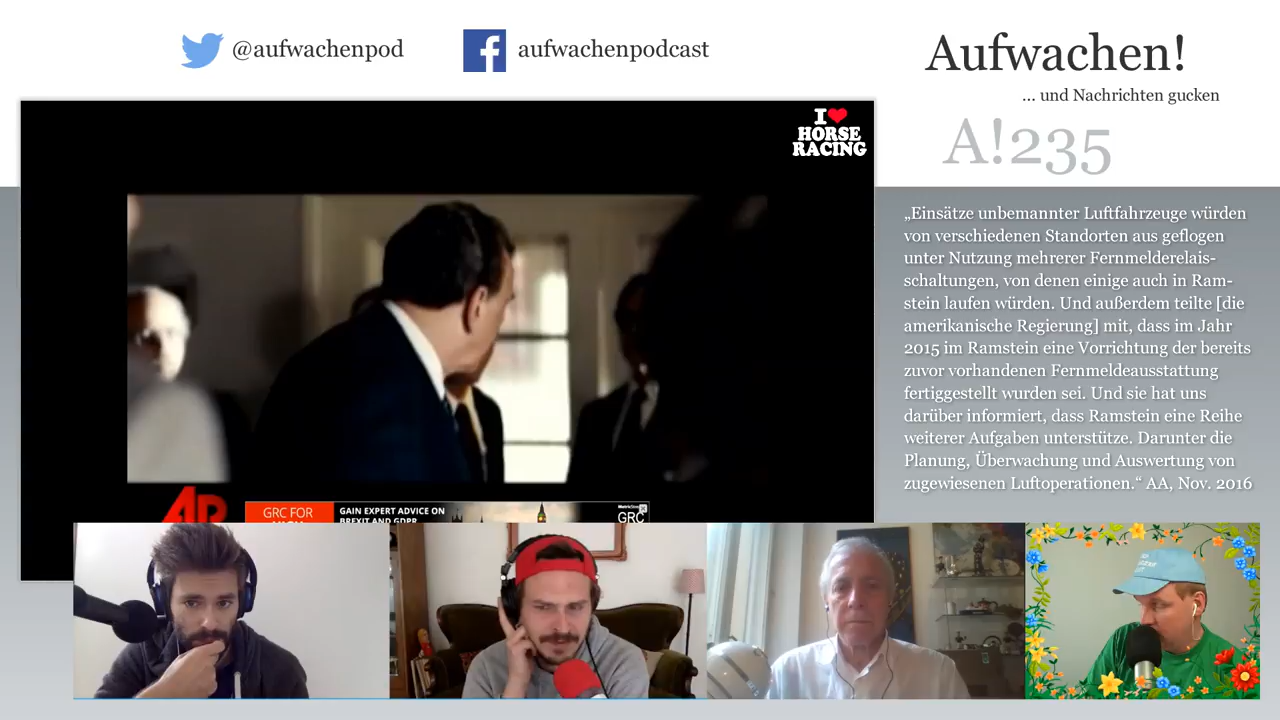 @aufwachenpod
aufwachenpodcast
Aufwachen!
... und Nachrichten gucken
A!235
I
HORSE
RACING
„Einsätze unbemannter Luftfahrzeuge würden
von verschiedenen Standorten aus geflogen
unter Nutzung mehrerer Fernmelderelais-
schaltungen, von denen einige auch in Ram-
stein laufen würden. Und außerdem teilte [die
amerikanische Regierung] mit, dass im Jahr
2015 im Ramstein eine Vorrichtung der bereits
zuvor vorhandenen Fernmeldeausstattung
fertiggestellt wurden sei. Und sie hat uns
darüber informiert, dass Ramstein eine Reihe
weiterer Aufgaben unterstütze. Darunter die
Planung, Überwachung und Auswertung von
zugewiesenen Luftoperationen.“ AA, Nov. 2016
AP
GRC FOR
GAIN EXPERT ADVICE ON
BREXIT AND GDPR
GRC